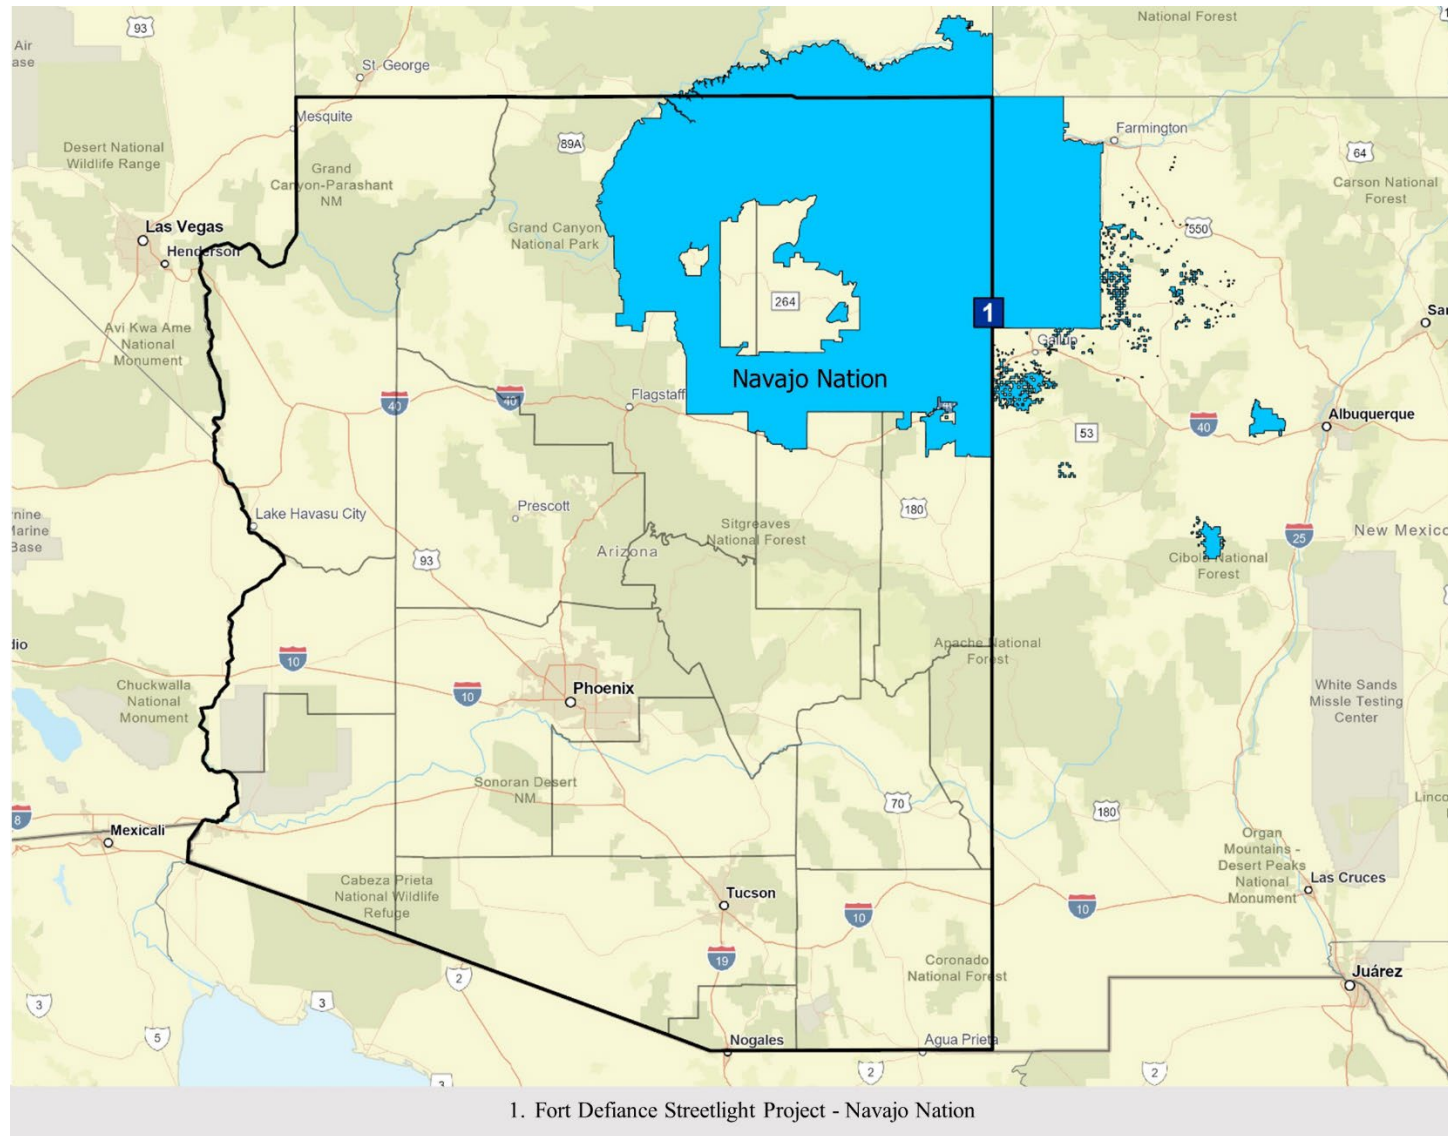 93
National Forest
Air
ase
St. George
Mesquite
89A
Farmington
Desert National
Wildlife Range
Grand
Canyon-Parashant
NM
64
Carson National
Forest
Las Vegas
Henderson
Grand Canyon
National Park
550
264
1
San
Avi Kwa Ame
National
Monument
Gallup
Navajo Nation
40
40
Flagstaff
40
Albuquerque
53
Lake Havasu City
Prescott
180
Sitgreaves
National Forest
rnine
Marine
Base
Arizona
93
25
New Mexico
Cibola National
Forest
dio
10
Apache National
Forest
Chuckwalla
National
Monument
10
Phoenix
White Sands
Missle Testing
Center
Sonoran Desert
NM
70
180
Linco
8
Mexicali
Organ
Mountains -
Desert Peaks
National
Monument
Las Cruces
Cabeza Prieta
National Wildlife
Refuge
Tucson
10
10
19
Coronado
National Forest
2
Juárez
3
3
5
Nogales
Agua Prieta
2
2
3
1. Fort Defiance Streetlight Project - Navajo Nation